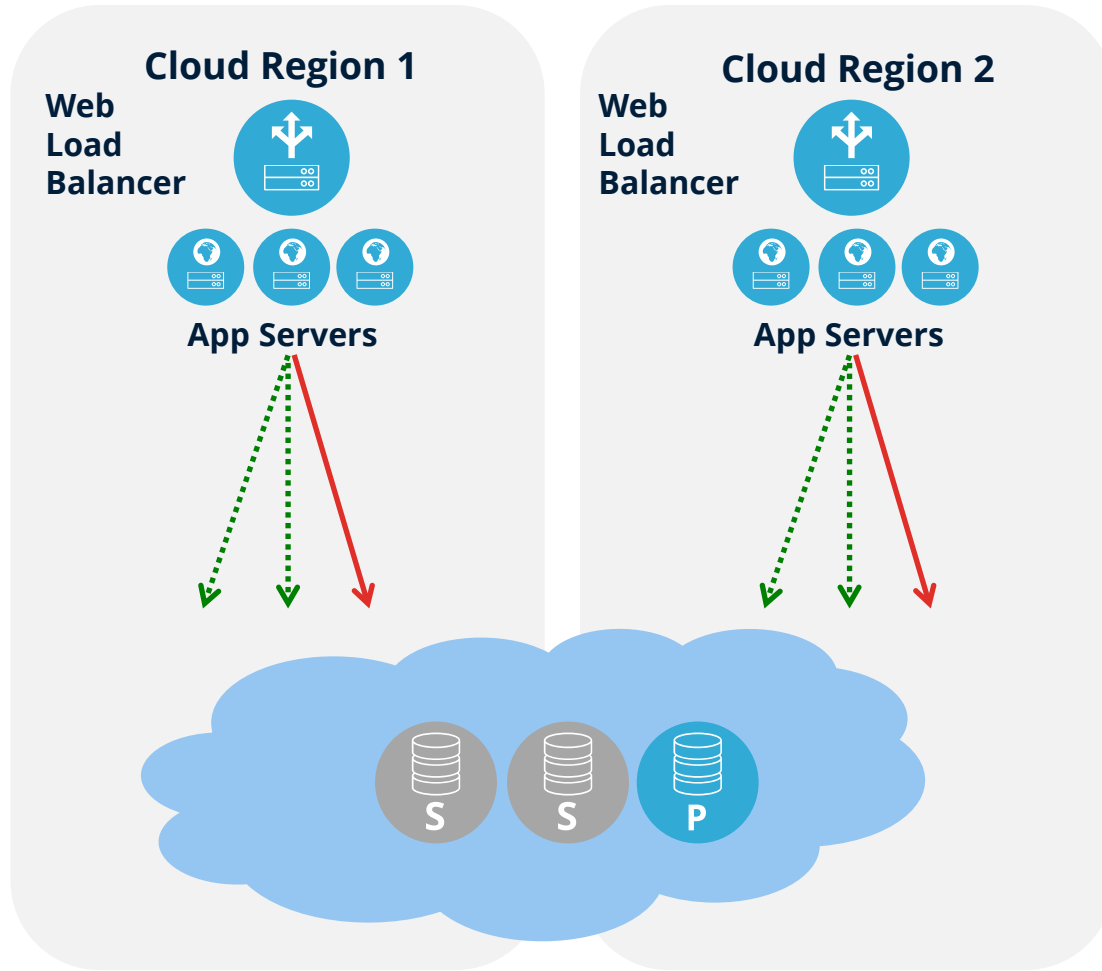 Cloud Region 1
Web
Load
Balancer
App Servers
Cloud Region 2
Web
Load
Balancer
App Servers
S
S
P